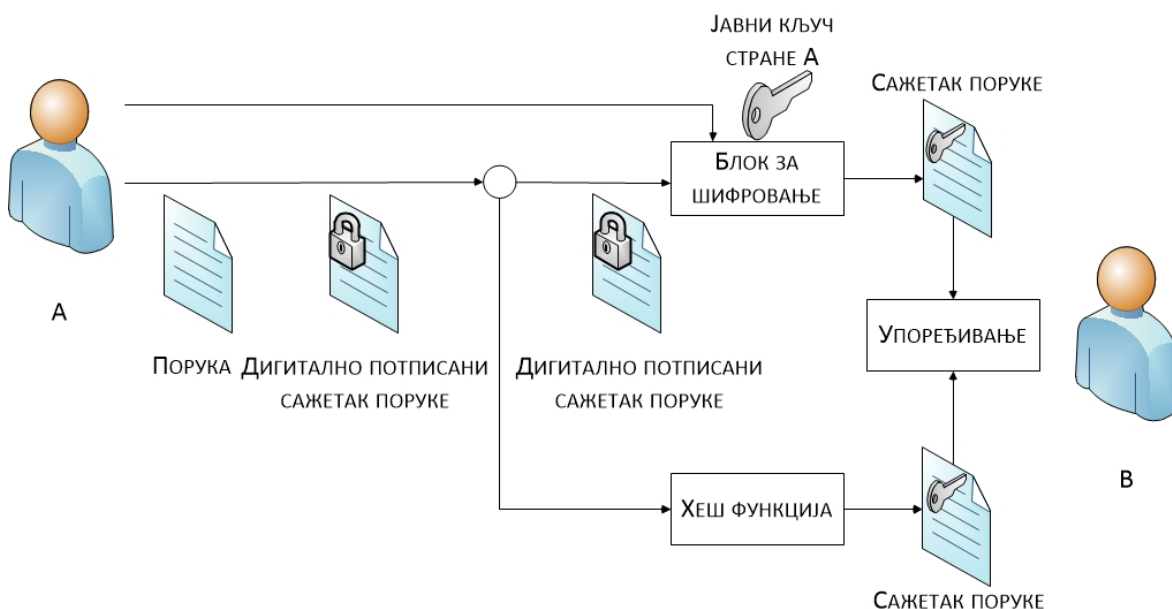 Јавни кључ
стране А
Сажетак поруке
Блок за
шифровање
А
Порука
Дигитално потписани
сажетак поруке
Дигитално потписани
сажетак поруке
Упоређивање
В
Хеш функција
Сажетак поруке